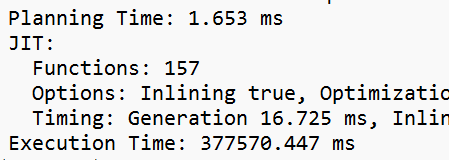 Planning Time: 1.653 ms
JIT:
Functions: 157
Options: Inlining true, Optimizatio
Timing: Generation 16.725 ms, Inlin
Execution Time: 377570.447 ms